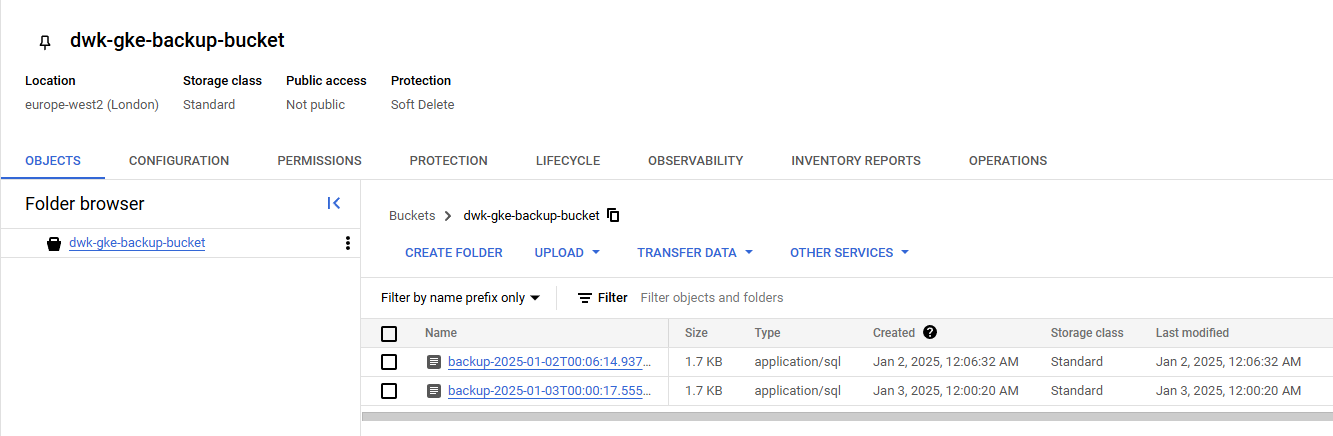 dwk-gke-backup-bucket
Location Storage class Public access Protection
europe-west2 (London) Standard Not public Soft Delete
OBJECTS CONFIGURATION PERMISSIONS PROTECTION LIFECYCLE OBSERVABILITY INVENTORY REPORTS OPERATIONS
Folder browser
dwk-gke-backup-bucket
Buckets > dwk-gke-backup-bucket
CREATE FOLDER UPLOAD TRANSFER DATA OTHER SERVICES
Filter by name prefix only Filter Filter objects and folders
Name Size Type Created ? Storage class Last modified
backup-2025-01-02T00:06:14.937... 1.7 KB application/sql Jan 2, 2025, 12:06:32 AM Standard Jan 2, 2025, 12:06:32 AM
backup-2025-01-03T00:00:17.555... 1.7 KB application/sql Jan 3, 2025, 12:00:20 AM Standard Jan 3, 2025, 12:00:20 AM